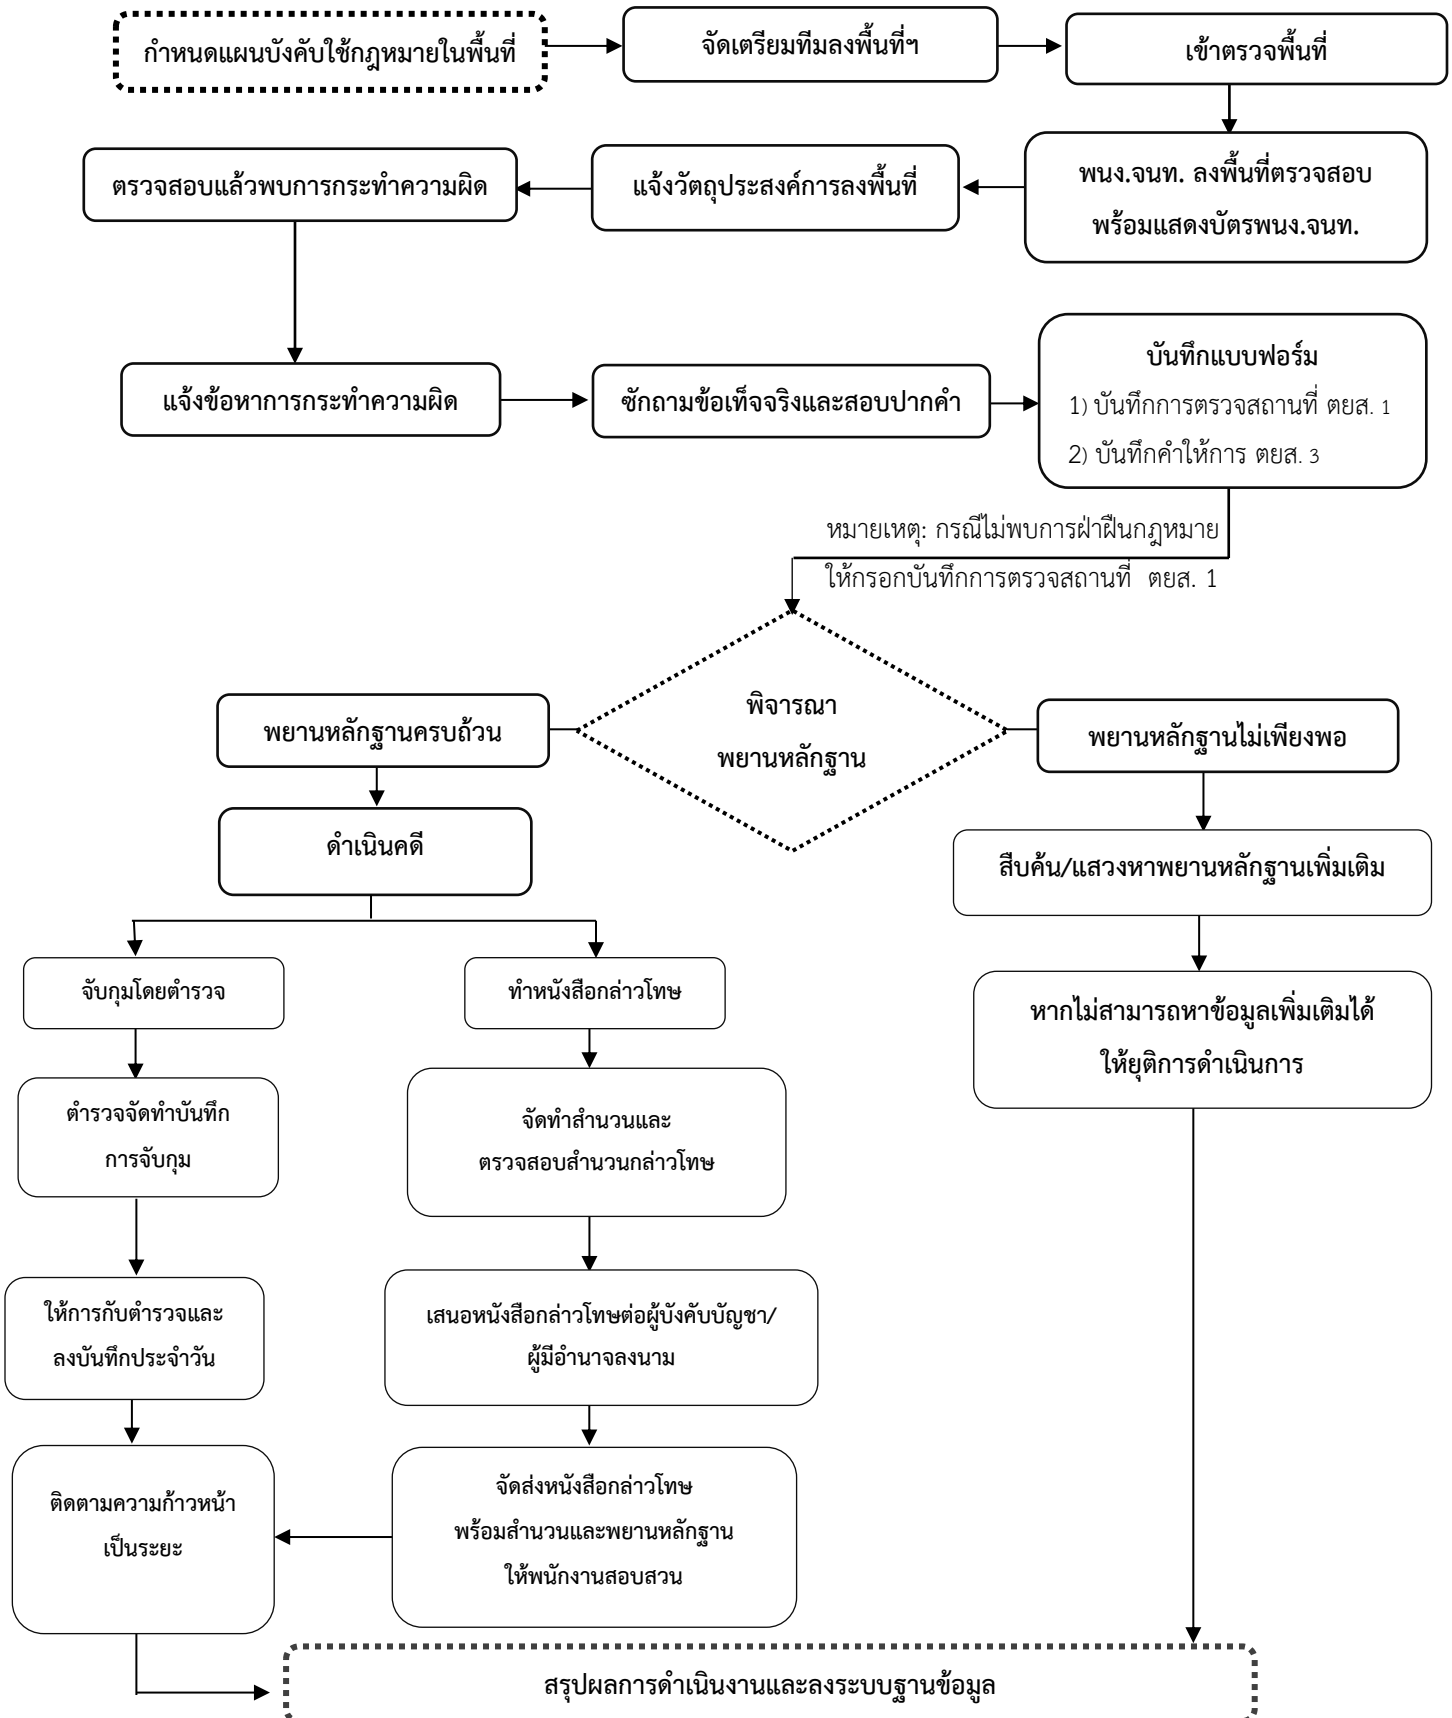 กำหนดแผนบังคับใช้กฎหมายในพื้นที่
จัดเตรียมทีมลงพื้นที่ฯ
เข้าตรวจพื้นที่
พนง.จนท. ลงพื้นที่ตรวจสอบ
พร้อมแสดงบัตรพนง.จนท.
แจ้งวัตถุประสงค์การลงพื้นที่
ตรวจสอบแล้วพบการกระทำความผิด
แจ้งข้อหาการกระทำความผิด
ซักถามข้อเท็จจริงและสอบปากคำ
บันทึกแบบฟอร์ม
1) บันทึกการตรวจสถานที่ ตยส. 1
2) บันทึกคำให้การ ตยส. 3
หมายเหตุ: กรณีไม่พบการฝ่าฝืนกฎหมาย
ให้กรอกบันทึกการตรวจสถานที่ ตยส. 1
พิจารณา
พยานหลักฐาน
พยานหลักฐานครบถ้วน
ดำเนินคดี
พยานหลักฐานไม่เพียงพอ
สืบค้น/แสวงหาพยานหลักฐานเพิ่มเติม
หากไม่สามารถหาข้อมูลเพิ่มเติมได้
ให้ยุติการดำเนินการ
จับกุมโดยตำรวจ
ตำรวจจัดทำบันทึก
การจับกุม
ให้การกับตำรวจและ
ลงบันทึกประจำวัน
ติดตามความก้าวหน้า
เป็นระยะ
ทำหนังสือกล่าวโทษ
จัดทำสำนวนและ
ตรวจสอบสำนวนกล่าวโทษ
เสนอหนังสือกล่าวโทษต่อผู้บังคับบัญชา/
ผู้มีอำนาจลงนาม
จัดส่งหนังสือกล่าวโทษ
พร้อมสำนวนและพยานหลักฐาน
ให้พนักงานสอบสวน
สรุปผลการดำเนินงานและลงระบบฐานข้อมูล